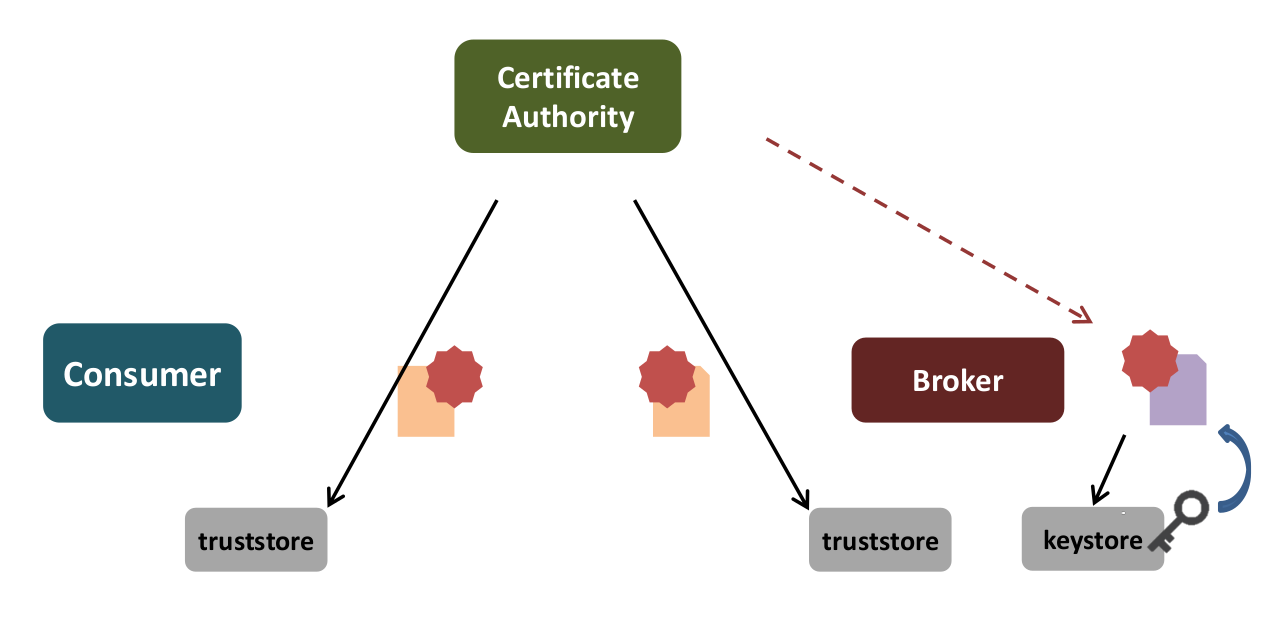 Certificate
Authority
Consumer
Broker
truststore
truststore
keystore